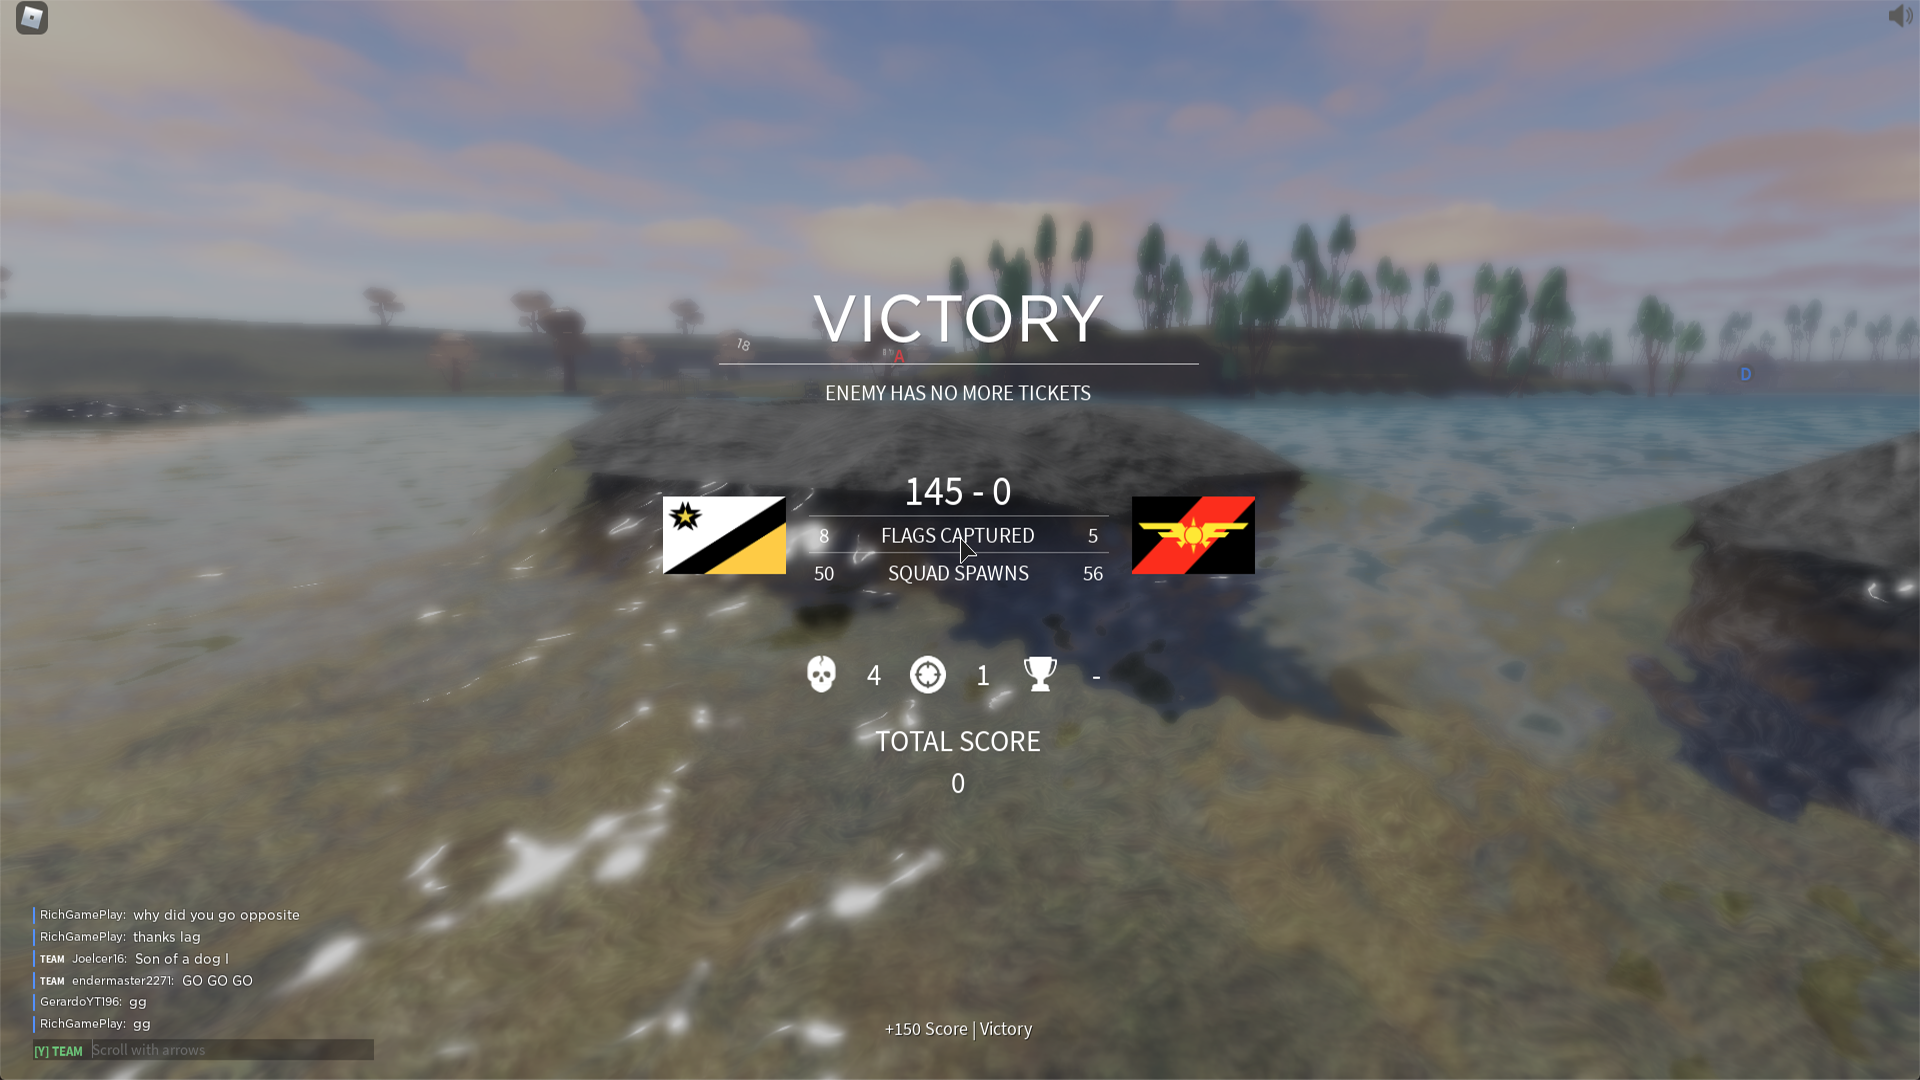 VICTORY
18
A
D
ENEMY HAS NO MORE TICKETS
145 - 0
8 FLAGS CAPTURED 5
50 SQUAD SPAWNS 56
4 1 -
TOTAL SCORE
0
RichGamePlay: why did you go opposite
RichGamePlay: thanks lag
TEAM Joelcer16: Son of a dog I
TEAM endermaster2271: GO GO GO
GerardoYT196: gg
RichGamePlay: gg
[Y] TEAM Scroll with arrows
+150 Score | Victory